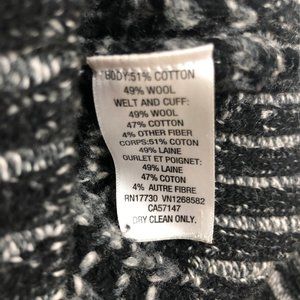 BODY:51% COTTON
49% WOOL
WELT AND CUFF:
49% WOOL
47% COTTON
4% OTHER FIBER
CORPS:51% COTON
49% LAINE
OURLET ET POIGNET:
49% LAINE
47% COTON
4% AUTRE FIBRE
RN17730 VN1268582
CA57147
DRY CLEAN ONLY.